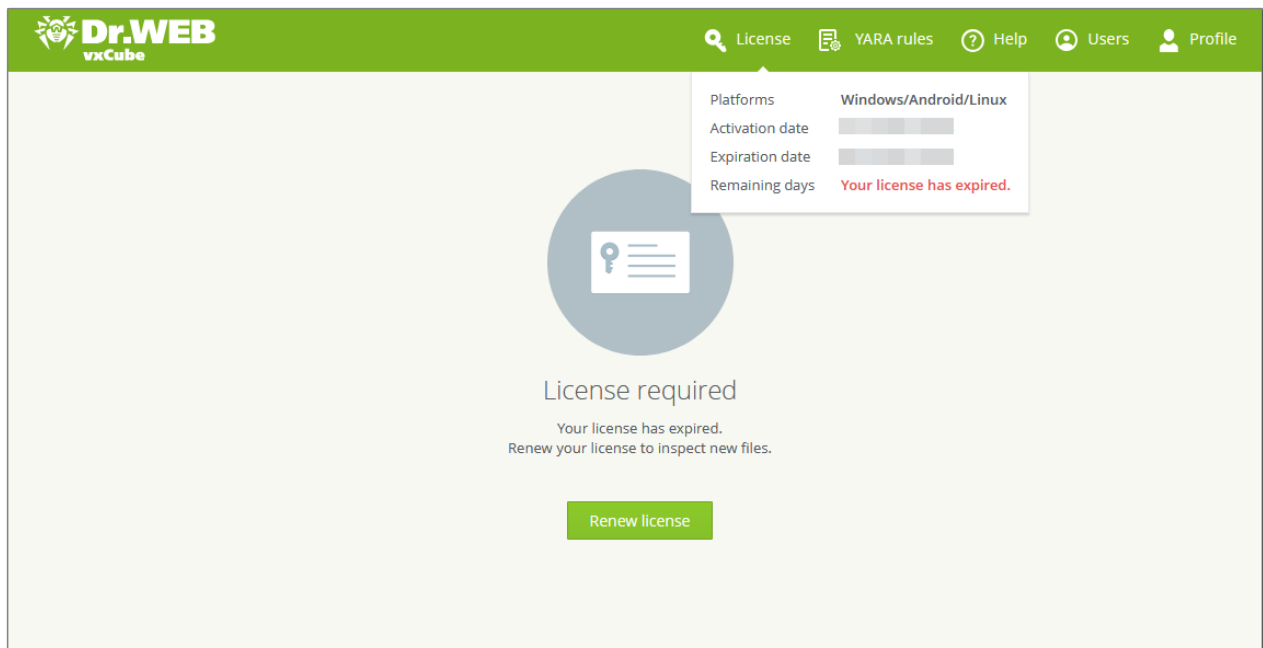 Dr.WEB
vxCube
License YARA rules Help Users Profile
Platforms Windows/Android/Linux
Activation date
Expiration date
Remaining days Your license has expired.
License required
Your license has expired.
Renew your license to inspect new files.
Renew license